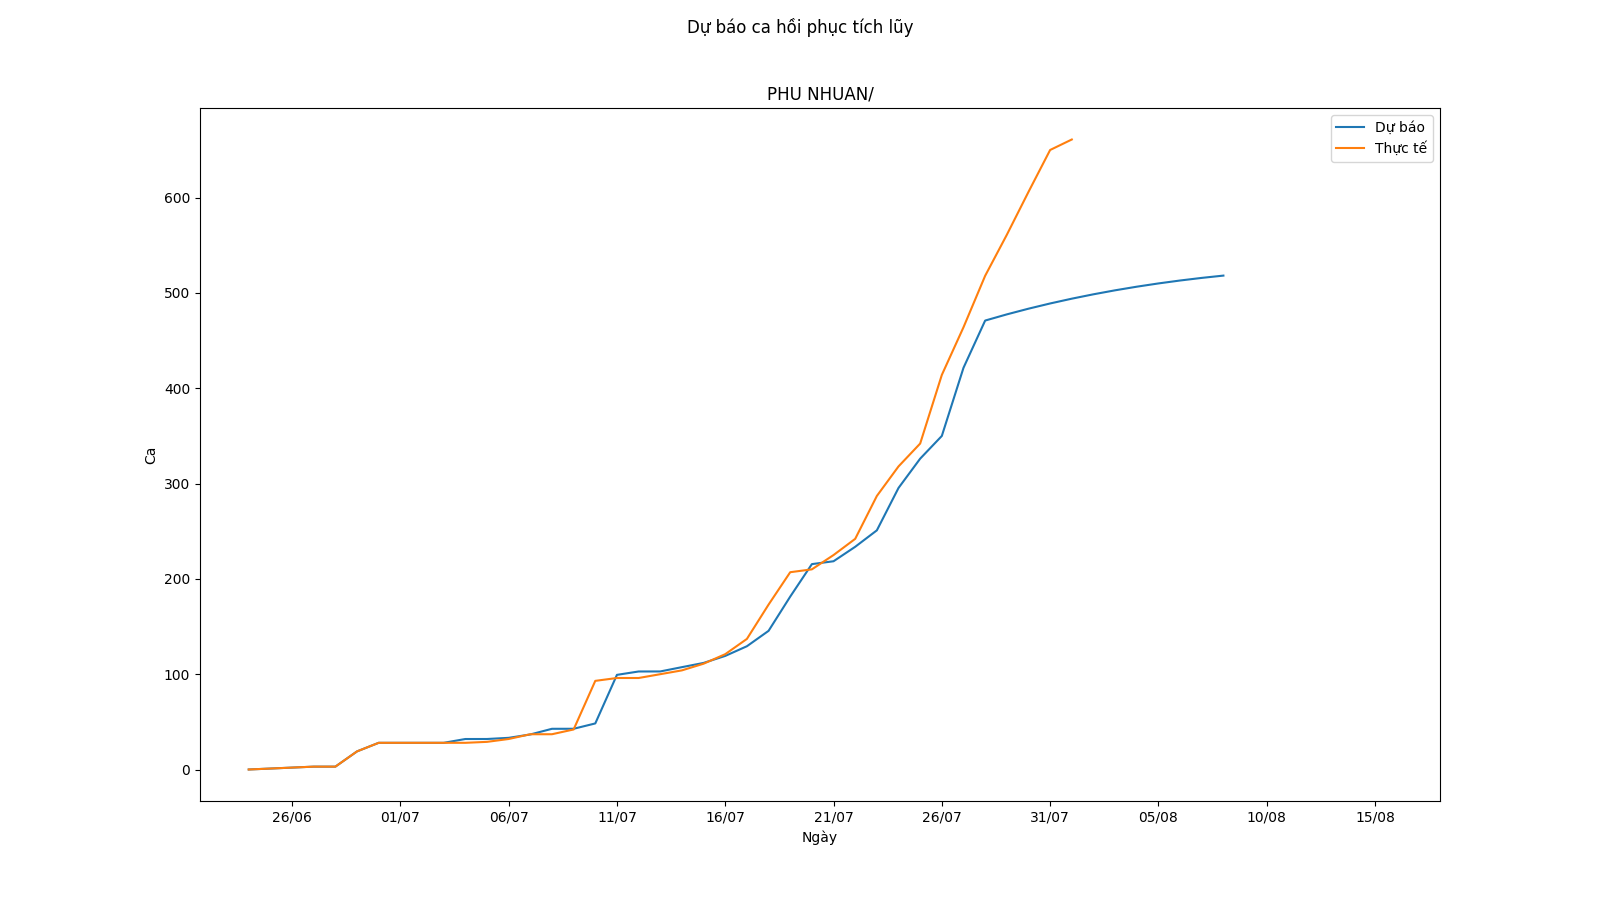 Dự báo ca hồi phục tích lũy
PHU NHUAN/
Dự báo
Thực tế
600
500
400
300
200
100
0
Ca
26/06 01/07 06/07 11/07 16/07 21/07 26/07 31/07 05/08 10/08 15/08
Ngày